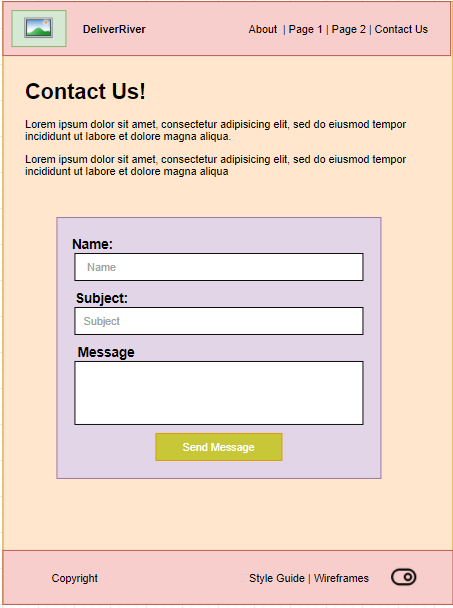 DeliverRiver
About | Page 1 | Page 2 | Contact Us
Contact Us!
Lorem ipsum dolor sit amet, consectetur adipisicing elit, sed do eiusmod tempor
incididunt ut labore et dolore magna aliqua.
Lorem ipsum dolor sit amet, consectetur adipisicing elit, sed do eiusmod tempor
incididunt ut labore et dolore magna aliqua
Name:
Name
Subject:
Subject
Message
Send Message
Copyright
Style Guide | Wireframes